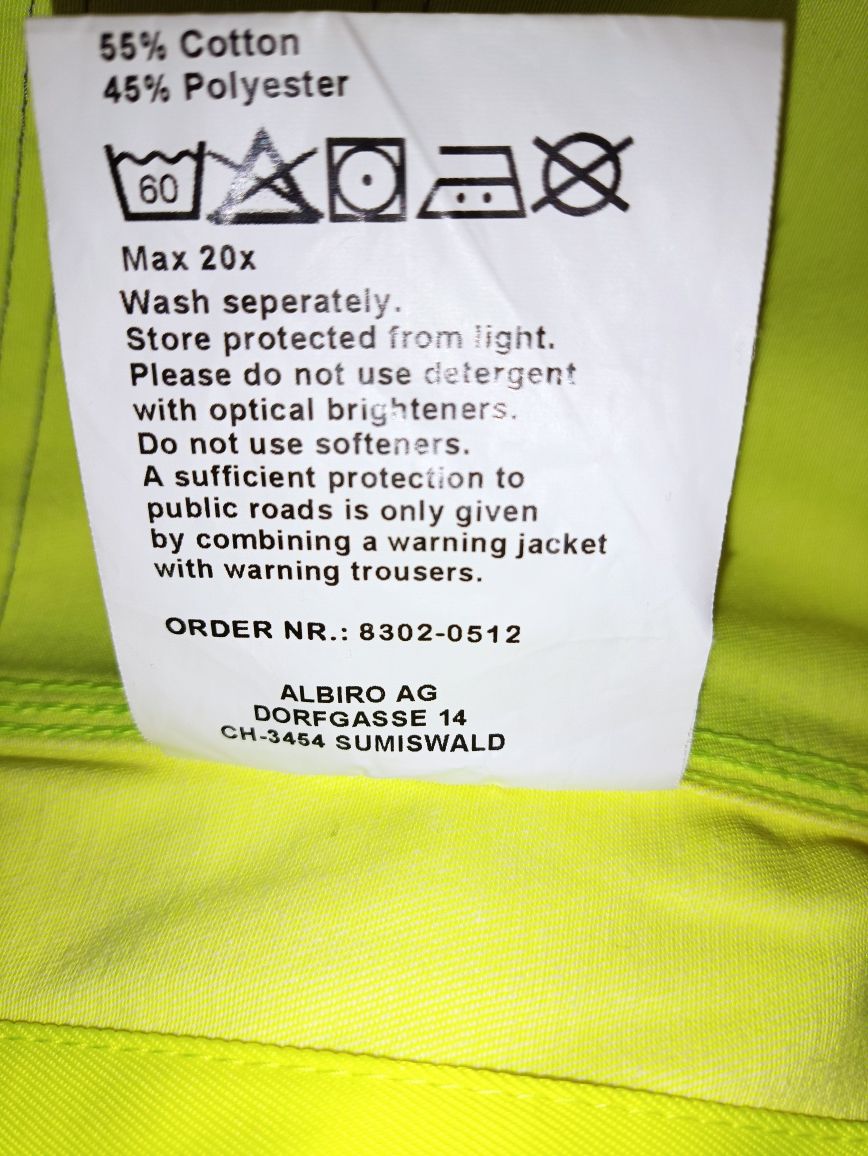 55% Cotton
45% Polyester
60
Max 20x
Wash seperately.
Store protected from light.
Please do not use detergent
with optical brighteners.
Do not use softeners.
A sufficient protection to
public roads is only given
by combining a warning jacket
with warning trousers.
ORDER NR.: 8302-0512
ALBIRO AG
DORFGASSE 14
CH-3454 SUMISWALD